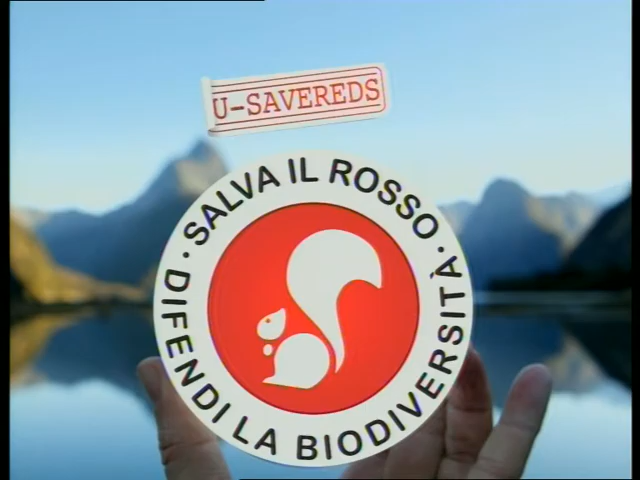 U-SAVEREDS
SALVA IL ROSSO
· DIFENDI LA BIODIVERSITÀ ·